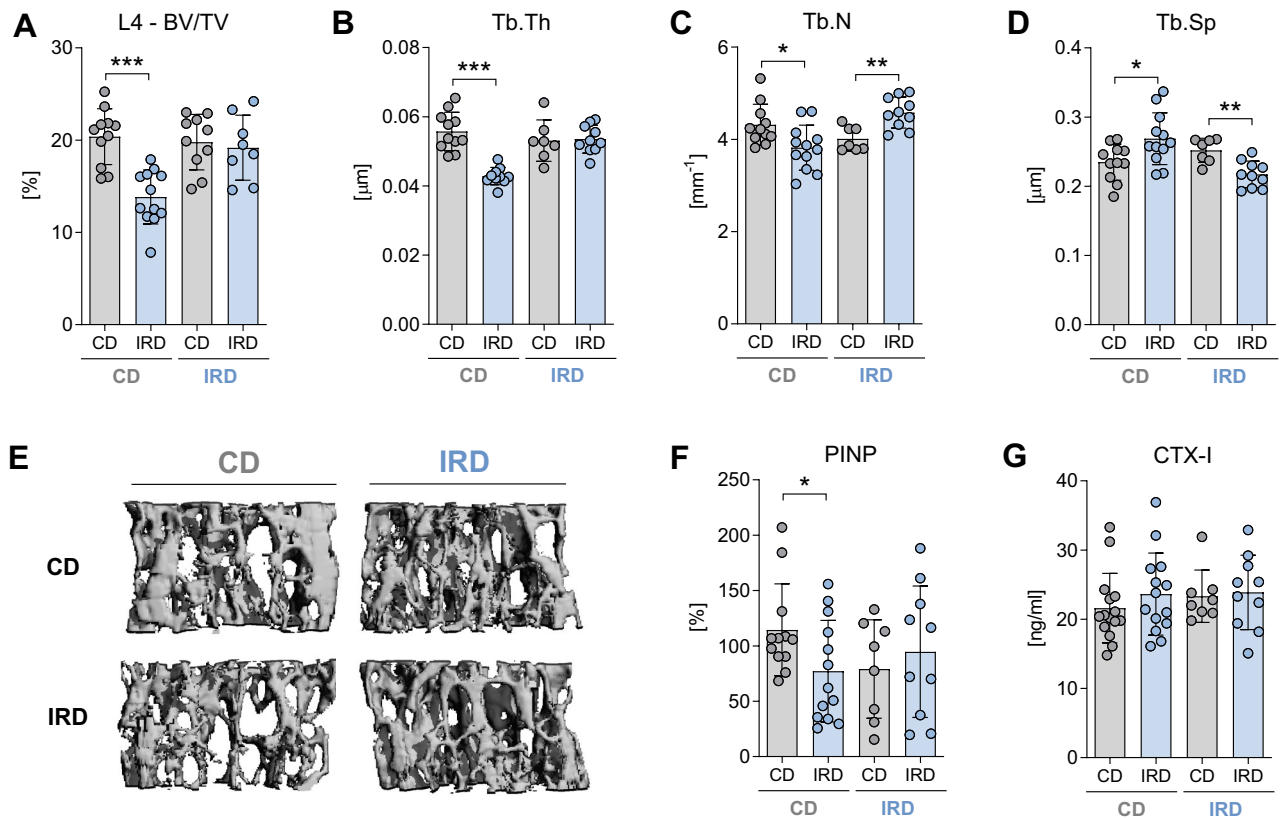 A
L4 - BV/TV
[%]
30
20
10
0
***
CD IRD CD IRD
CD IRD
B
Tb.Th
[µm]
0.08
0.06
0.04
0.02
0.00
***
CD IRD CD IRD
CD IRD
C
Tb.N
[mm⁻¹]
6
4
2
0
* **
CD IRD CD IRD
CD IRD
D
Tb.Sp
[µm]
0.4
0.3
0.2
0.1
0.0
* **
CD IRD CD IRD
CD IRD
E
CD IRD
CD
IRD
F
PINP
[%]
250
200
150
100
50
0
*
CD IRD CD IRD
CD IRD
G
CTX-I
[ng/ml]
40
30
20
10
0
CD IRD CD IRD
CD IRD